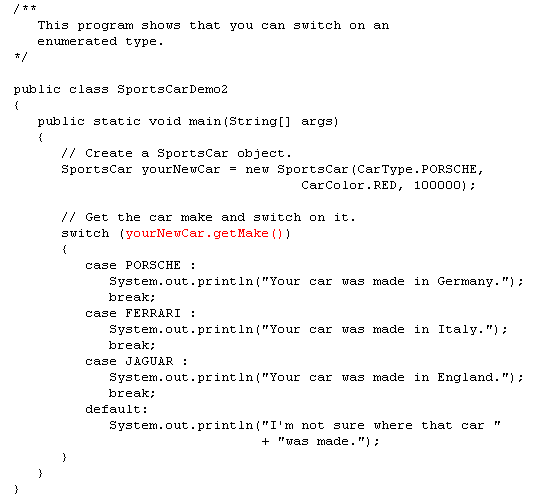 /**
   This program shows that you can switch on an
   enumerated type.
*/
public class SportsCarDemo2
{
   public static void main(String[] args)
   {
      // Create a SportsCar object.
      SportsCar yourNewCar = new SportsCar(CarType.PORSCHE,
                                    CarColor.RED, 100000);
      // Get the car make and switch on it.
      switch (yourNewCar.getMake())
      {
         case PORSCHE :
            System.out.println("Your car was made in Germany.");
            break;
         case FERRARI :
            System.out.println("Your car was made in Italy.");
            break;
         case JAGUAR :
            System.out.println("Your car was made in England.");
            break;
         default:
            System.out.println("I'm not sure where that car "
                               + "was made.");
      }
   }
}